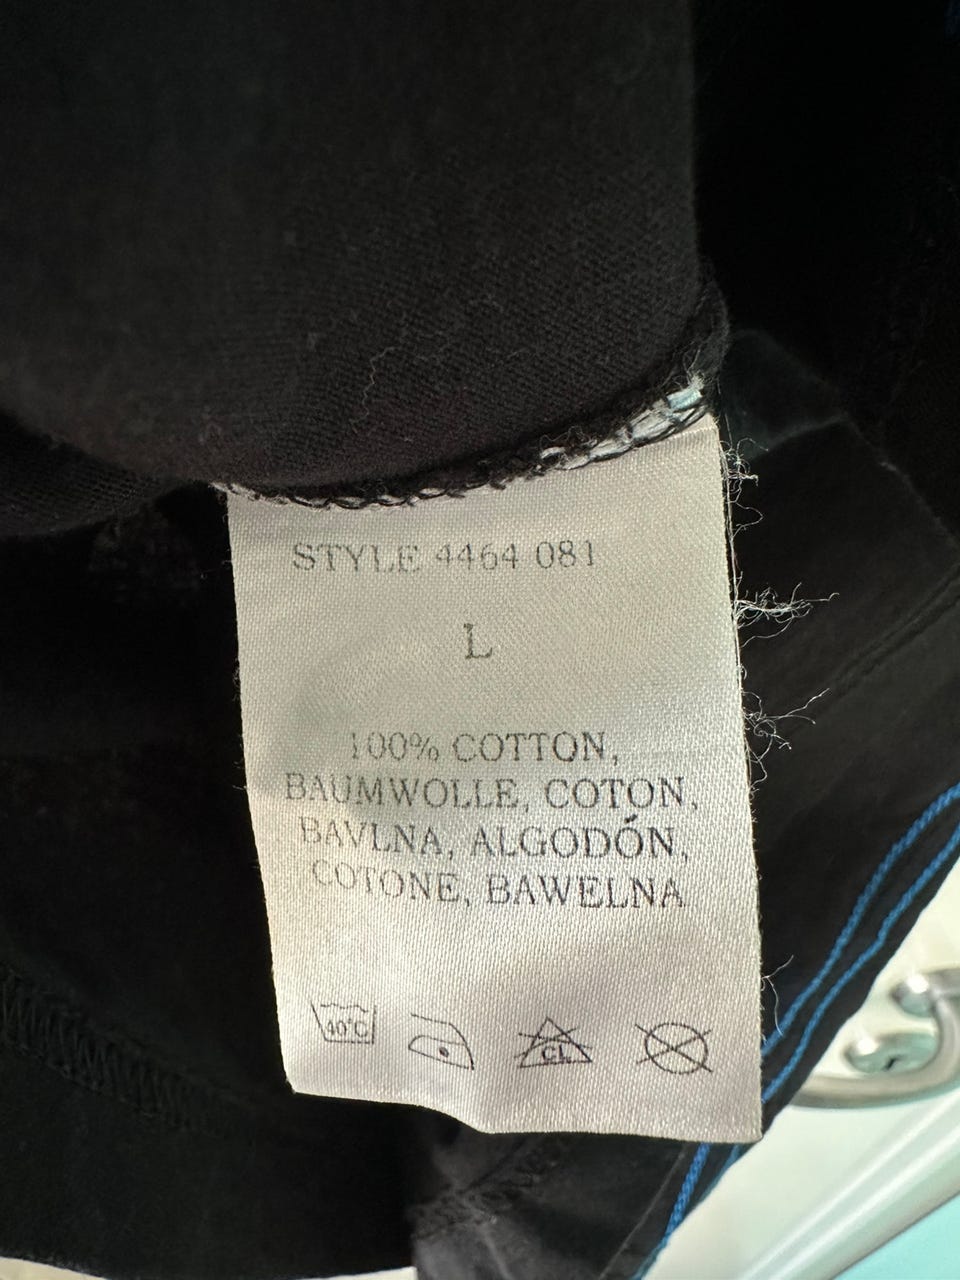 STYLE 4464 081
L
100% COTTON,
BAUMWOLLE, COTON,
BAVLNA, ALGODÓN,
COTONE, BAWELNA
40°C CL